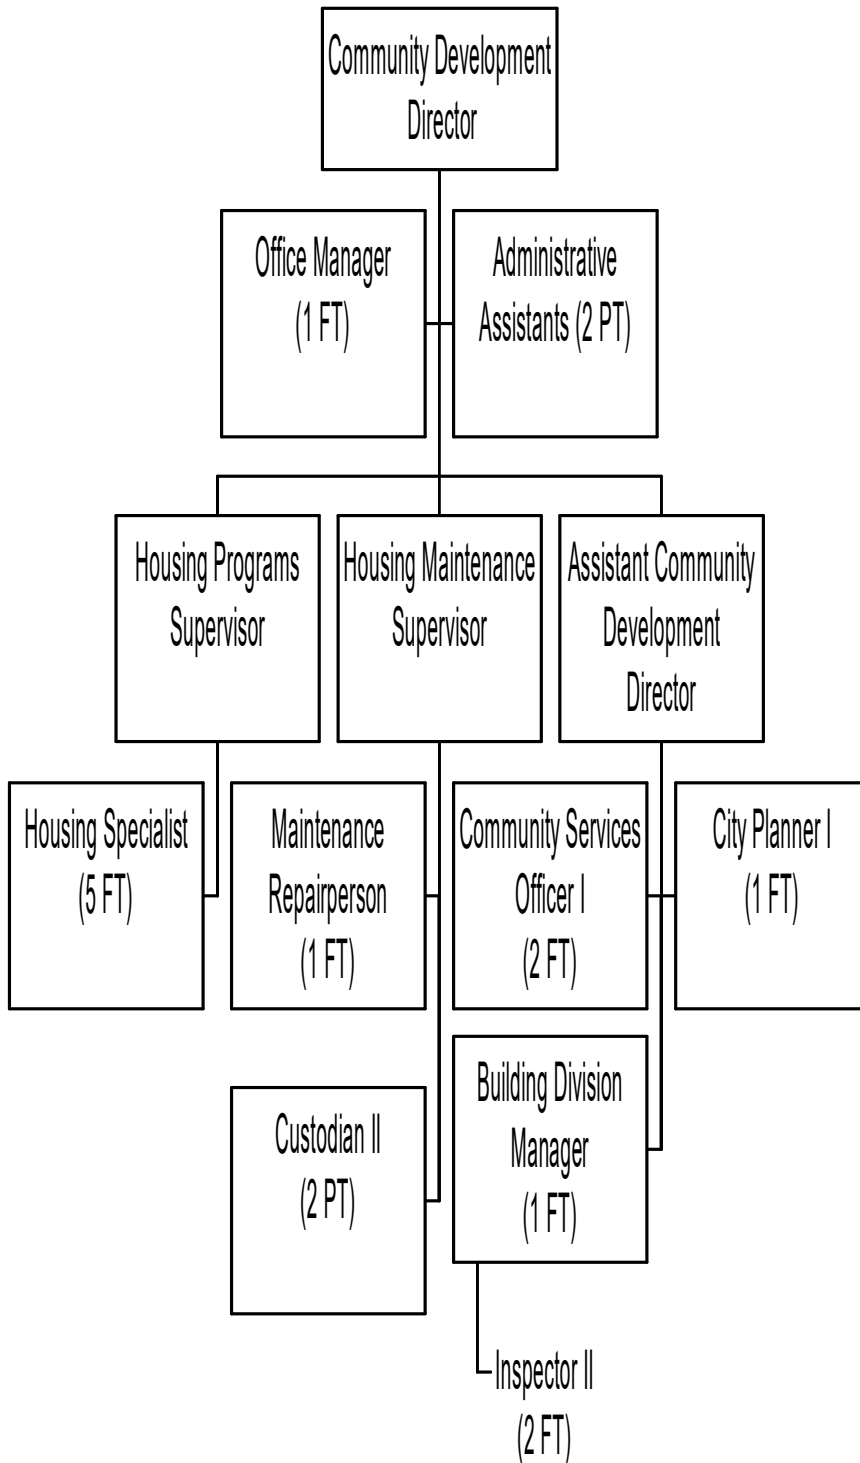 Community Development
Director
Office Manager
(1 FT)
Administrative
Assistants (2 PT)
Housing Programs
Supervisor
Housing Maintenance
Supervisor
Assistant Community
Development
Director
Housing Specialist
(5 FT)
Maintenance
Repairperson
(1 FT)
Community Services
Officer I
(2 FT)
City Planner I
(1 FT)
Custodian II
(2 PT)
Building Division
Manager
(1 FT)
Inspector II
(2 FT)